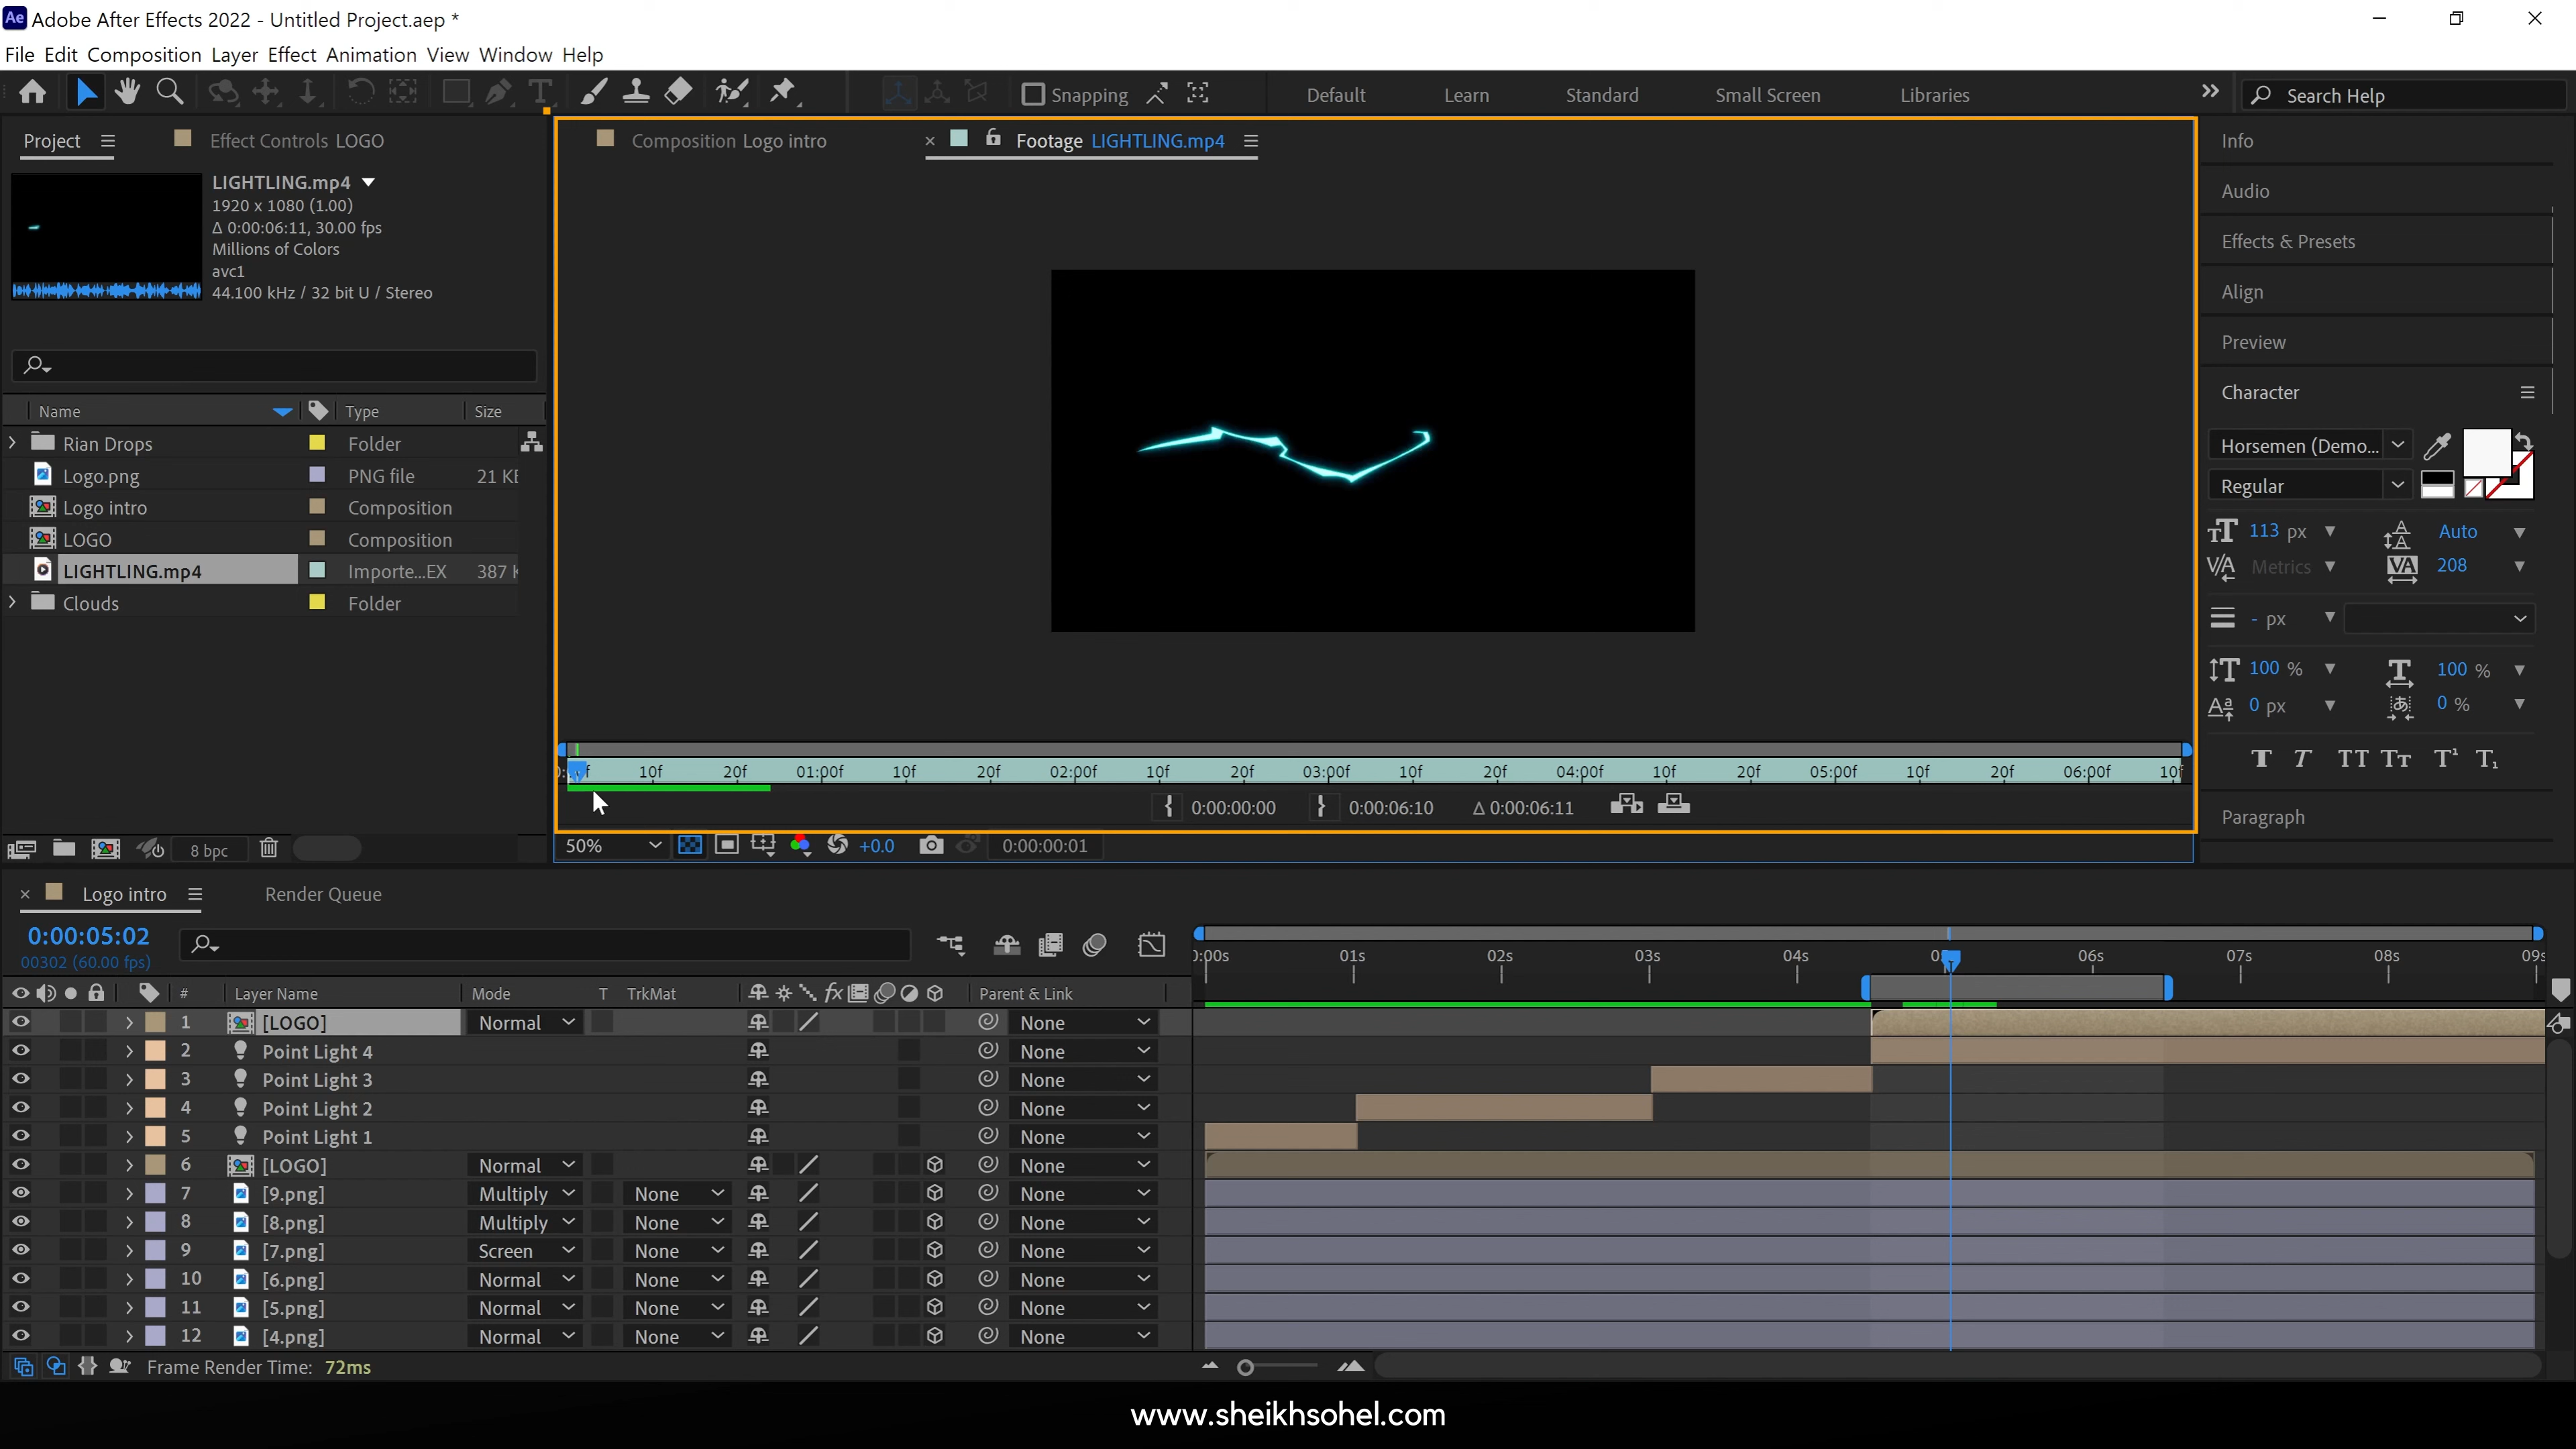 Adobe After Effects 2022 - Untitled Project.aep *
File Edit Composition Layer Effect Animation View Window Help
Snapping Default Learn Standard Small Screen Libraries Search Help
Project Effect Controls LOGO
Composition Logo intro × Footage LIGHTLING.mp4
LIGHTLING.mp4
1920 x 1080 (1.00)
Δ 0:00:06:11, 30.00 fps
Millions of Colors
avc1
44.100 kHz / 32 bit U / Stereo
Name Type Size
Rian Drops Folder
Logo.png PNG file 21 KE
Logo intro Composition
LOGO Composition
LIGHTLING.mp4 Importe...EX 387 K
Clouds Folder
8 bpc
10f 20f 01:00f 10f 20f 02:00f 10f 20f 03:00f 10f 20f 04:00f 10f 20f 05:00f 10f 20f 06:00f 10f
0:00:00:00 0:00:06:10 Δ 0:00:06:11
50% +0.0 0:00:00:01
Info
Audio
Effects & Presets
Align
Preview
Character
Horsemen (Demo...
Regular
113 px Auto
Metrics 208
- px
100 % 100 %
0 px 0 %
T T TT Tт T¹ T₁
Paragraph
× Logo intro Render Queue
0:00:05:02
00302 (60.00 fps)
0:00s 01s 02s 03s 04s 06s 07s 08s 09s
# Layer Name Mode T TrkMat fx Parent & Link
1 [LOGO] Normal None
2 Point Light 4 None
3 Point Light 3 None
4 Point Light 2 None
5 Point Light 1 None
6 [LOGO] Normal None
7 [9.png] Multiply None None
8 [8.png] Multiply None None
9 [7.png] Screen None None
10 [6.png] Normal None None
11 [5.png] Normal None None
12 [4.png] Normal None None
Frame Render Time: 72ms
www.sheikhsohel.com